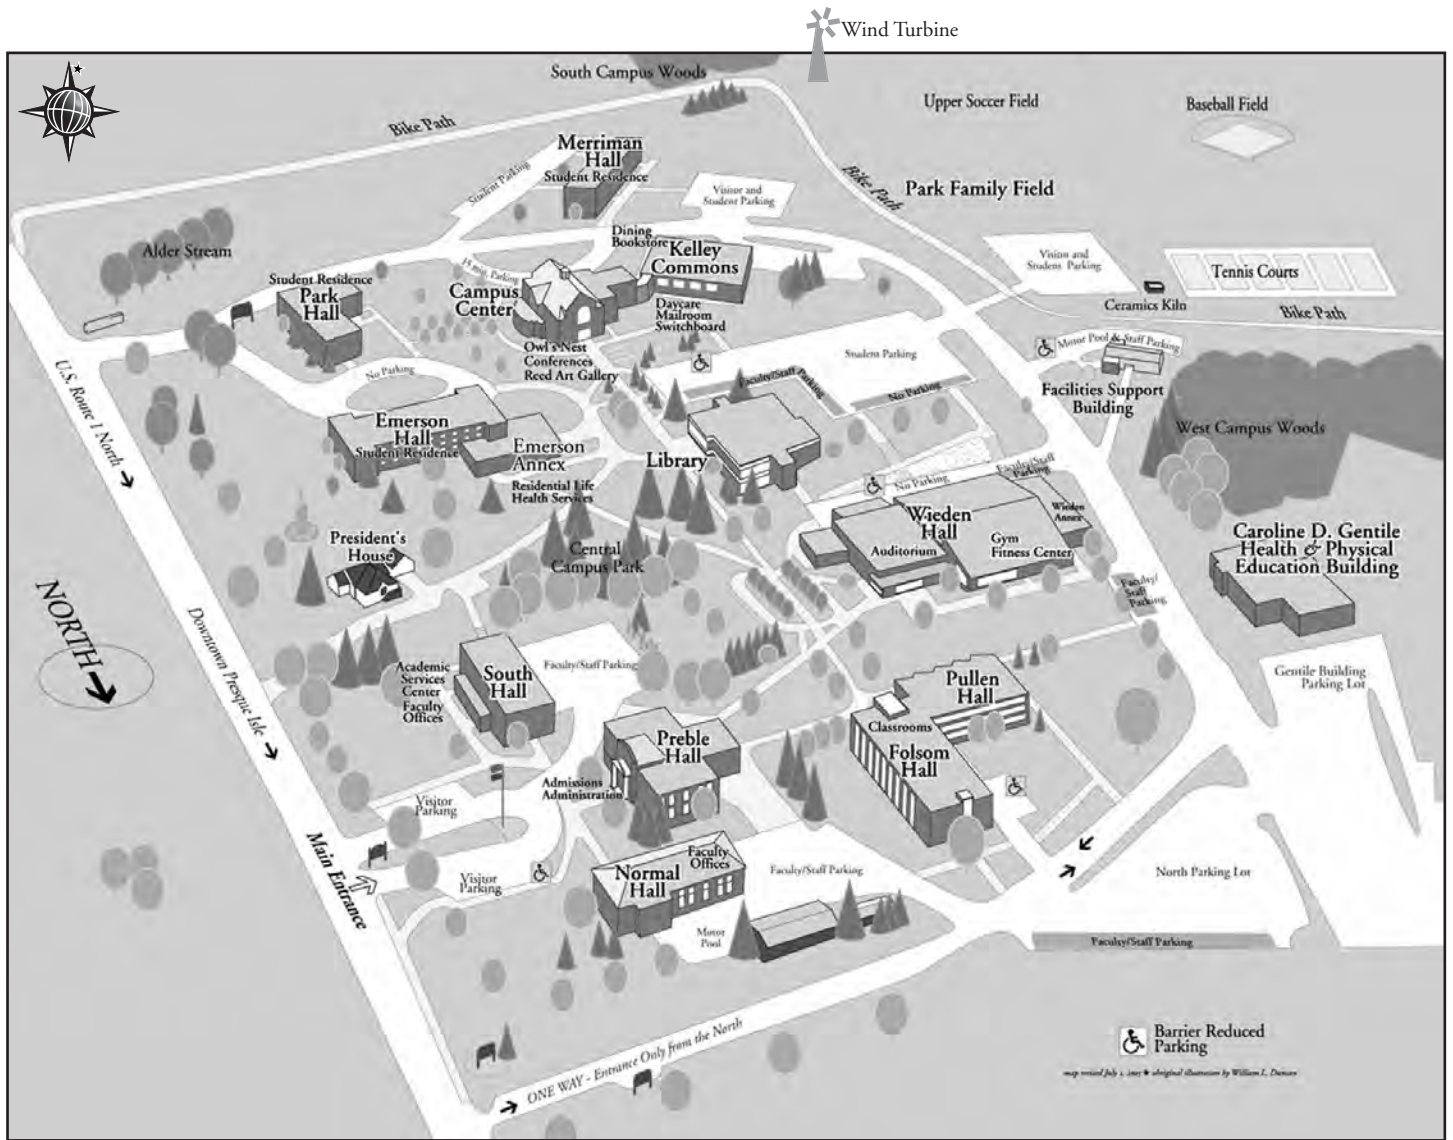 Wind Turbine
South Campus Woods
Upper Soccer Field
Baseball Field
Bike Path
Merriman
Hall
Student Residence
Student Parking
Visitor and
Student Parking
Bike Path
Park Family Field
Alder Stream
Dining
Bookstore
Kelley
Commons
15 min. Parking
Student Residence
Park
Hall
Campus
Center
Daycare
Mailroom
Switchboard
Visitor and
Student Parking
Tennis Courts
Ceramics Kiln
Bike Path
Owl's Nest
Conferences
Reed Art Gallery
Student Parking
Motor Pool & Staff Parking
No Parking
Faculty/Staff Parking
No Parking
Facilities Support
Building
U.S. Route 1 North
Emerson
Hall
Student Residence
Emerson
Annex
Library
West Campus Woods
Residential Life
Health Services
No Parking
Faculty/Staff
Parking
Wieden
Hall
Wieden
Annex
Auditorium
Gym
Fitness Center
President's
House
Central
Campus Park
Caroline D. Gentile
Health & Physical
Education Building
Faculty/
Staff
Parking
NORTH
Downtown Presque Isle
Academic
Services
Center
Faculty
Offices
South
Hall
Faculty/Staff Parking
Pullen
Hall
Gentile Building
Parking Lot
Classrooms
Folsom
Hall
Preble
Hall
Admissions
Administration
Visitor
Parking
Main Entrance
Visitor
Parking
Normal
Hall
Faculty
Offices
Faculty/Staff Parking
North Parking Lot
Motor
Pool
Faculty/Staff Parking
ONE WAY - Entrance Only from the North
Barrier Reduced
Parking